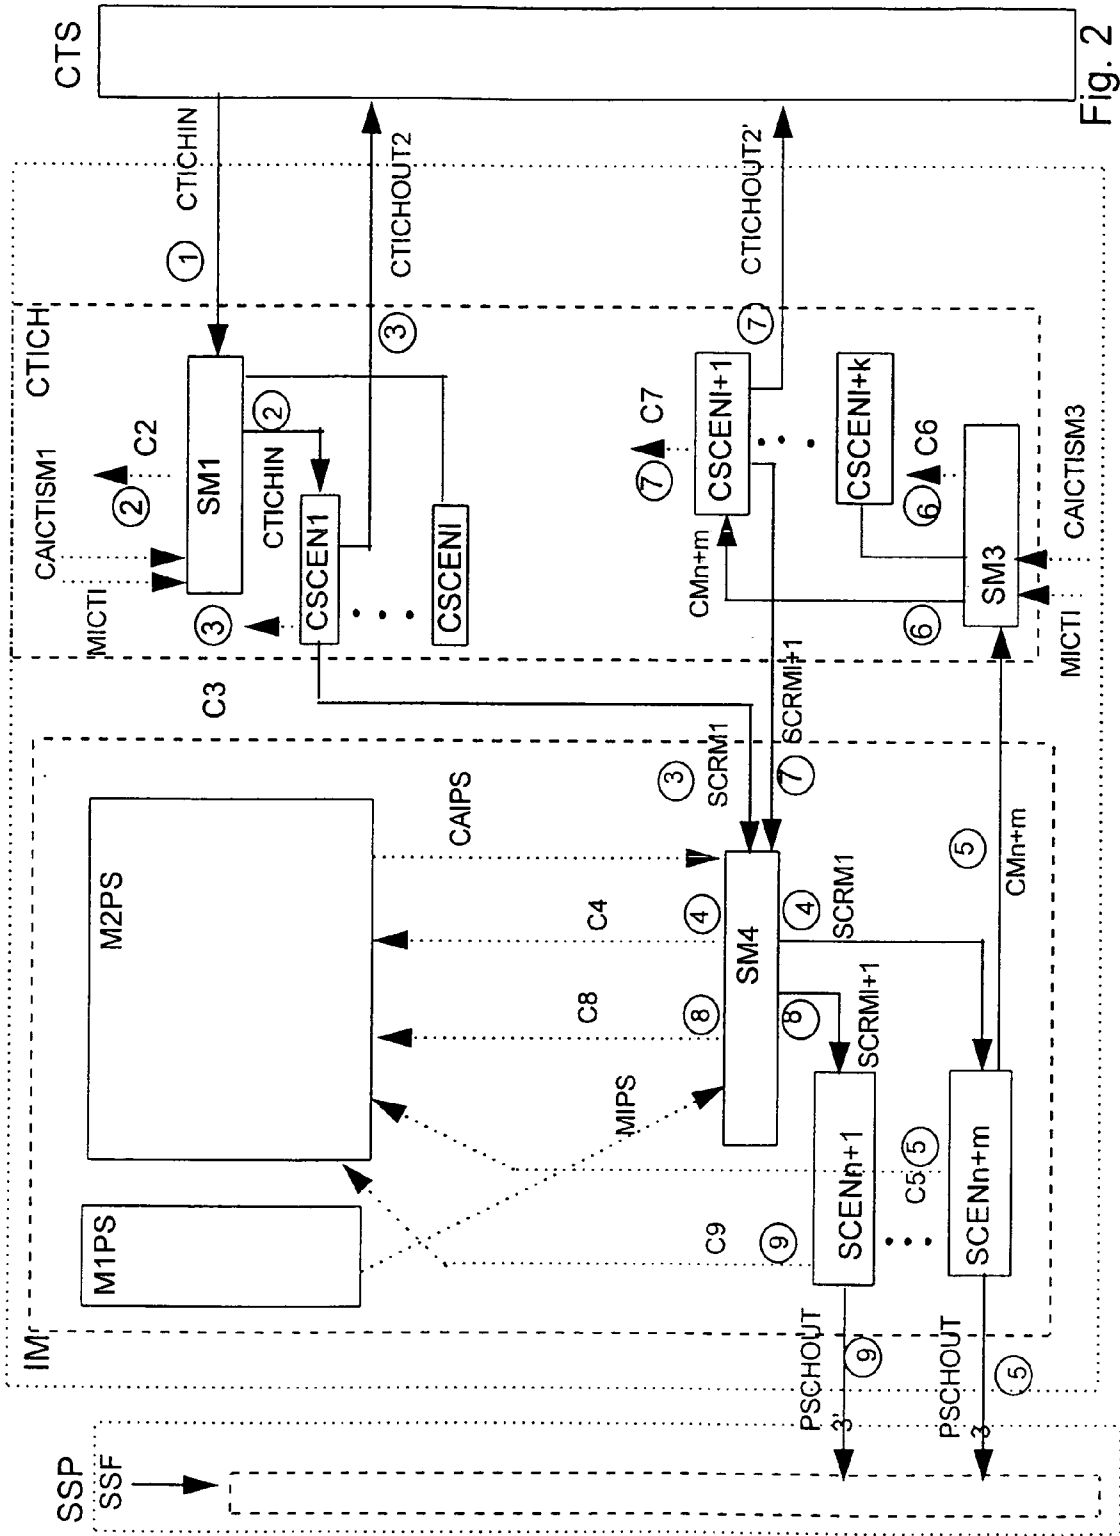 CTS
Fig. 2
CTICHIN
1
CTICHOUT2
3
CTICHOUT2'
7
CTICH
SM1
2
C2
2
CAICTISM1
MICTI
CTICHIN
CSCEN1
3
C3
CSCENI
CSCENI+1
C7
7
CSCENI+k
C6
6
SM3
CAICTISM3
MICTI
CMn+m
6
SCRM1
3
SCRMI+1
7
CMn+m
5
IM
M2PS
M1PS
CAIPS
C4
4
C8
8
MIPS
SM4
4
SCRM1
8
SCRMI+1
SCENn+1
SCENn+m
C5
5
C9
9
PSCHOUT
3'
9
PSCHOUT
3
5
SSP
SSF